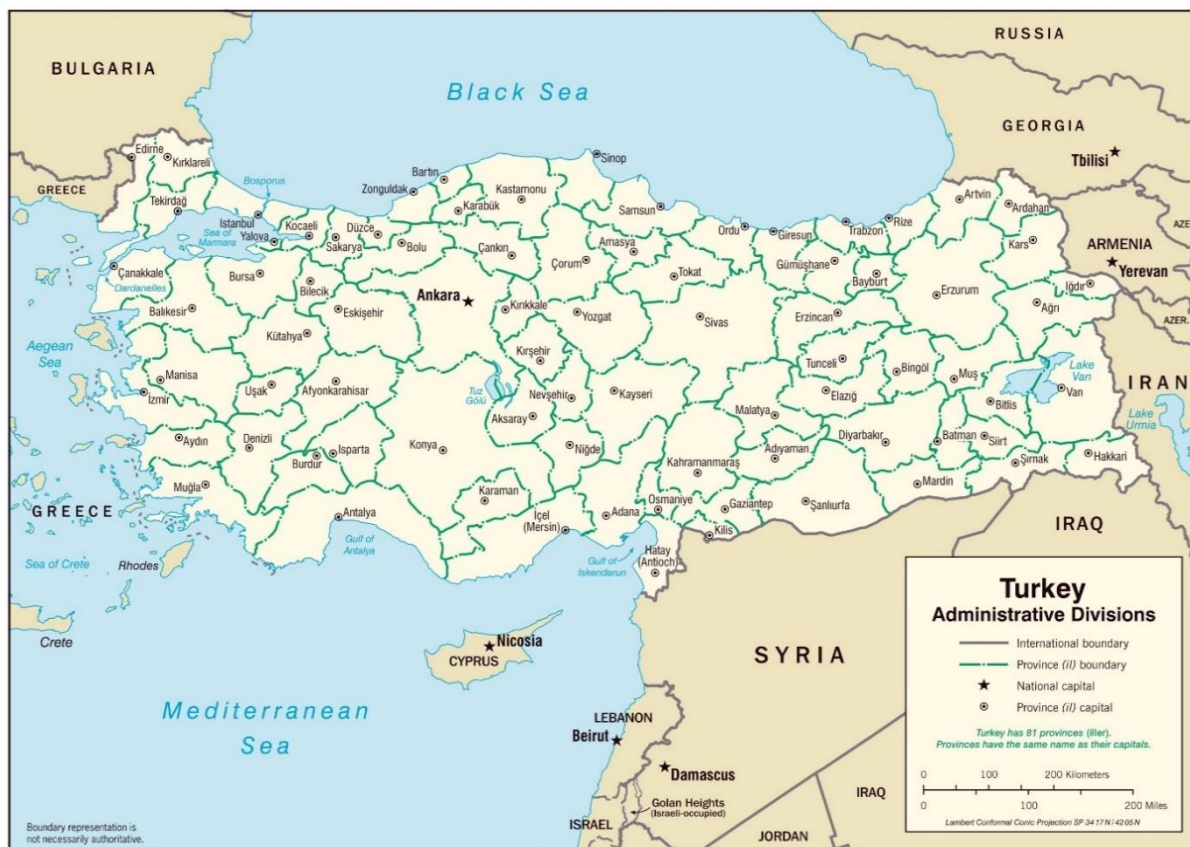 RUSSIA
BULGARIA
Black Sea
GEORGIA
Tbilisi
Edirne
Kırklareli
Sinop
GREECE
Bosporus
Bartın
Zonguldak
Kastamonu
Artvin
Ardahan
Tekirdağ
Karabük
Samsun
Istanbul
Kocaeli
Düzce
Ordu
Giresun
Trabzon
Rize
AZE
Sea of
Marmara
Yalova
Sakarya
Bolu
Çankırı
Amasya
Kars
ARMENIA
Yerevan
Çanakkale
Dardanelles
Bursa
Bilecik
Çorum
Tokat
Gümüşhane
Bayburt
Erzurum
Iğdır
Ankara
Kırıkkale
Ağrı
Balıkesir
Eskişehir
Yozgat
Sivas
Erzincan
AZER.
Aegean
Sea
Kütahya
Kırşehir
Tunceli
Bingöl
Muş
Lake
Van
Manisa
Uşak
Afyonkarahisar
Tuz
Gölü
Nevşehir
Kayseri
Elazığ
Van
IRAN
İzmir
Aksaray
Malatya
Bitlis
Lake
Urmia
Aydın
Denizli
Isparta
Konya
Niğde
Diyarbakır
Batman
Siirt
Burdur
Adıyaman
Hakkari
Kahramanmaraş
Şırnak
Muğla
Karaman
Mardin
Osmaniye
Gaziantep
Şanlıurfa
GREECE
Antalya
İçel
(Mersin)
Adana
Kilis
IRAQ
Gulf of
Antalya
Hatay
(Antioch)
Gulf of
Iskenderun
Sea of Crete
Rhodes
Turkey
Administrative Divisions
Crete
Nicosia
CYPRUS
SYRIA
International boundary
Province (il) boundary
National capital
Province (il) capital
Mediterranean
Sea
LEBANON
Beirut
Turkey has 81 provinces (iller).
Provinces have the same name as their capitals.
Damascus
0 100 200 Kilometers
0 100 200 Miles
Golan Heights
(Israeli-occupied)
IRAQ
Lambert Conformal Conic Projection SP 34 17 N / 42 05 N
ISRAEL
JORDAN
Boundary representation is
not necessarily authoritative.